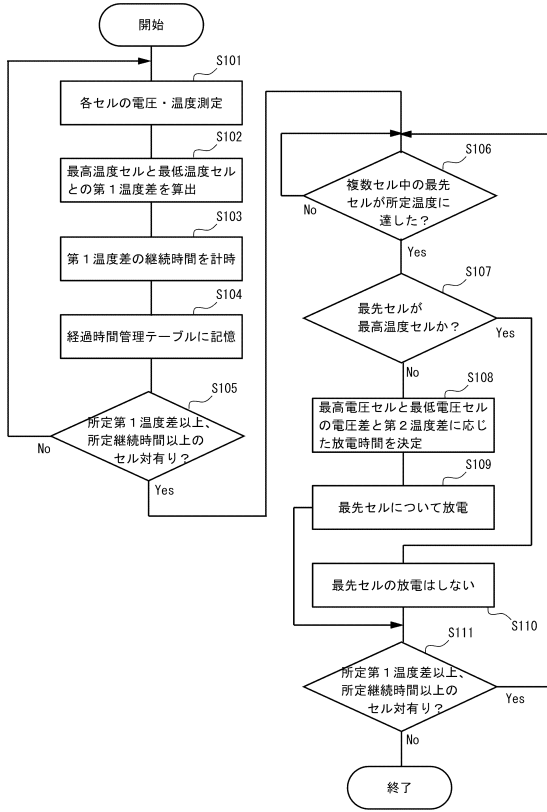 開始
S101
各セルの電圧・温度測定
S102
最高温度セルと最低温度セル
との第１温度差を算出
S103
第１温度差の継続時間を計時
S104
経過時間管理テーブルに記憶
S105
所定第１温度差以上、
所定継続時間以上の
セル対有り？
No
Yes
S106
複数セル中の最先
セルが所定温度に
達した？
No
Yes
S107
最先セルが
最高温度セルか？
Yes
No
S108
最高電圧セルと最低電圧セル
の電圧差と第２温度差に応じ
た放電時間を決定
S109
最先セルについて放電
最先セルの放電はしない
S110
S111
所定第１温度差以上、
所定継続時間以上の
セル対有り？
Yes
No
終了